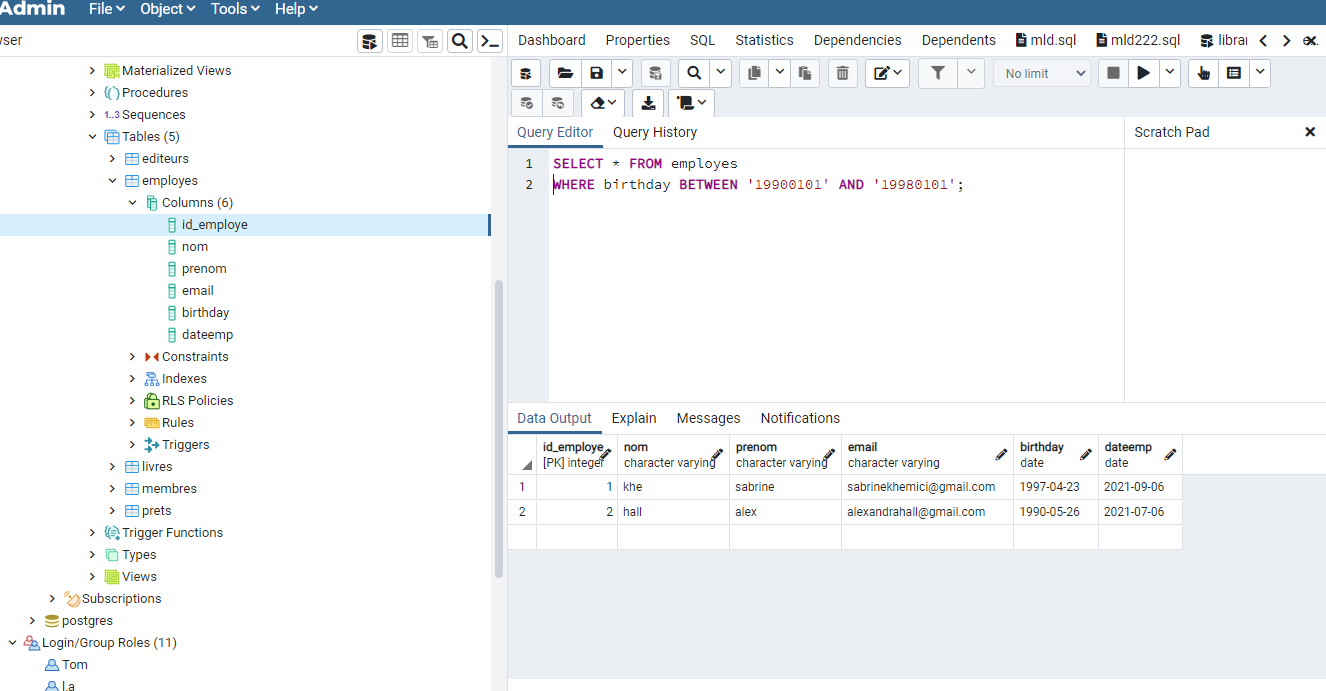 Admin File Object Tools Help
ser
Dashboard Properties SQL Statistics Dependencies Dependents mld.sql mld222.sql librar
No limit
Query Editor Query History
Scratch Pad
1 SELECT * FROM employes
2 WHERE birthday BETWEEN '19900101' AND '19980101';
Materialized Views
Procedures
1..3 Sequences
Tables (5)
editeurs
employes
Columns (6)
id_employe
nom
prenom
email
birthday
dateemp
Constraints
Indexes
RLS Policies
Rules
Triggers
livres
membres
prets
Trigger Functions
Types
Views
Subscriptions
postgres
Login/Group Roles (11)
Tom
l.a
Data Output Explain Messages Notifications
id_employe nom prenom email birthday dateemp
[PK] integer character varying character varying character varying date date
1 1 khe sabrine sabrinekhemici@gmail.com 1997-04-23 2021-09-06
2 2 hall alex alexandrahall@gmail.com 1990-05-26 2021-07-06